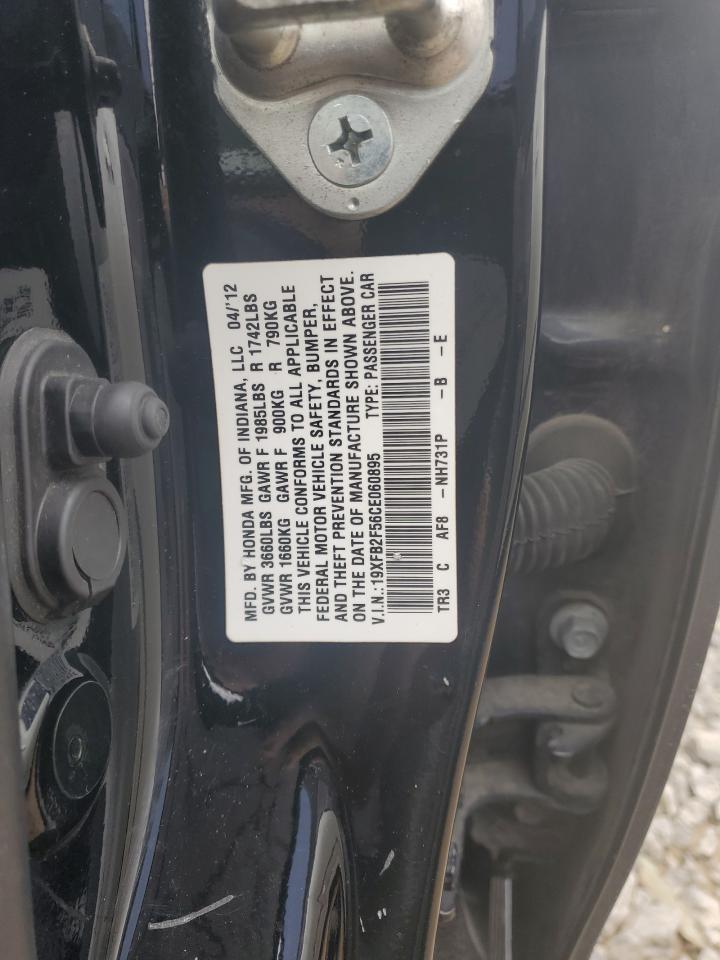 MFD. BY HONDA MFG. OF INDIANA, LLC 04/'12
GVWR 3660LBS GAWR F 1985LBS R 1742LBS
GVWR 1660KG GAWR F 900KG R 790KG
THIS VEHICLE CONFORMS TO ALL APPLICABLE
FEDERAL MOTOR VEHICLE SAFETY, BUMPER,
AND THEFT PREVENTION STANDARDS IN EFFECT
ON THE DATE OF MANUFACTURE SHOWN ABOVE.
V.I.N.:19XFB2F56CE060895 TYPE: PASSENGER CAR
TR3 C AF8 -NH731P -B -E